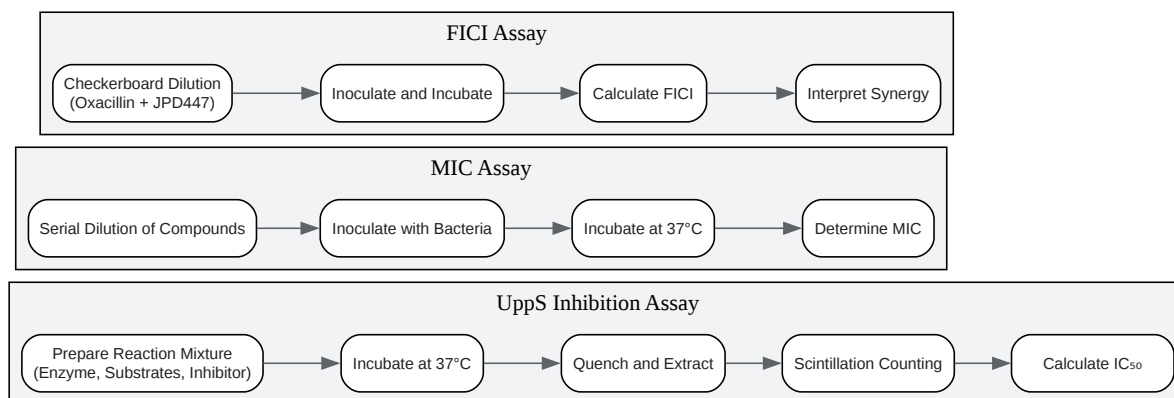 FICI Assay
Checkerboard Dilution
(Oxacillin + JPD447)
Inoculate and Incubate
Calculate FICI
Interpret Synergy
MIC Assay
Serial Dilution of Compounds
Inoculate with Bacteria
Incubate at 37°C
Determine MIC
UppS Inhibition Assay
Prepare Reaction Mixture
(Enzyme, Substrates, Inhibitor)
Incubate at 37°C
Quench and Extract
Scintillation Counting
Calculate IC₅₀